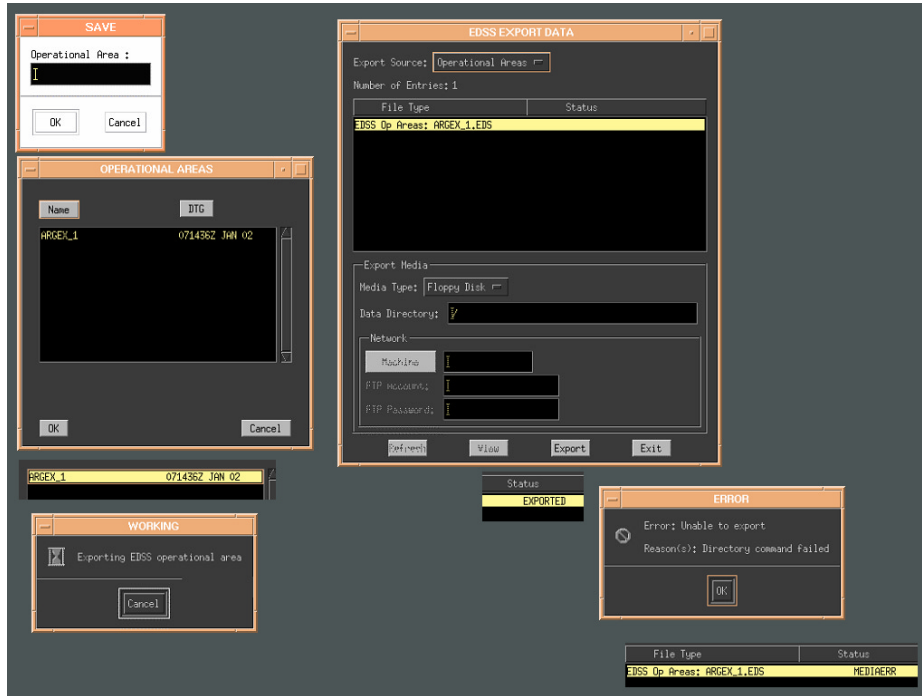 SAVE
Operational Area :
OK Cancel
OPERATIONAL AREAS
Name DTG
ARGEX_1 071436Z JAN 02
OK Cancel
ARGEX_1 071436Z JAN 02
WORKING
Exporting EDSS operational area
Cancel
EDSS EXPORT DATA
Export Source: Operational Areas
Number of Entries: 1
File Type Status
EDSS Op Areas: ARGEX_1.EDS
Export Media
Media Type: Floppy Disk
Data Directory: /
Network
Machine
FTP Account:
FTP Password:
Refresh View Export Exit
Status
EXPORTED
ERROR
Error: Unable to export
Reason(s): Directory command failed
OK
File Type Status
EDSS Op Areas: ARGEX_1.EDS MEDIAERR